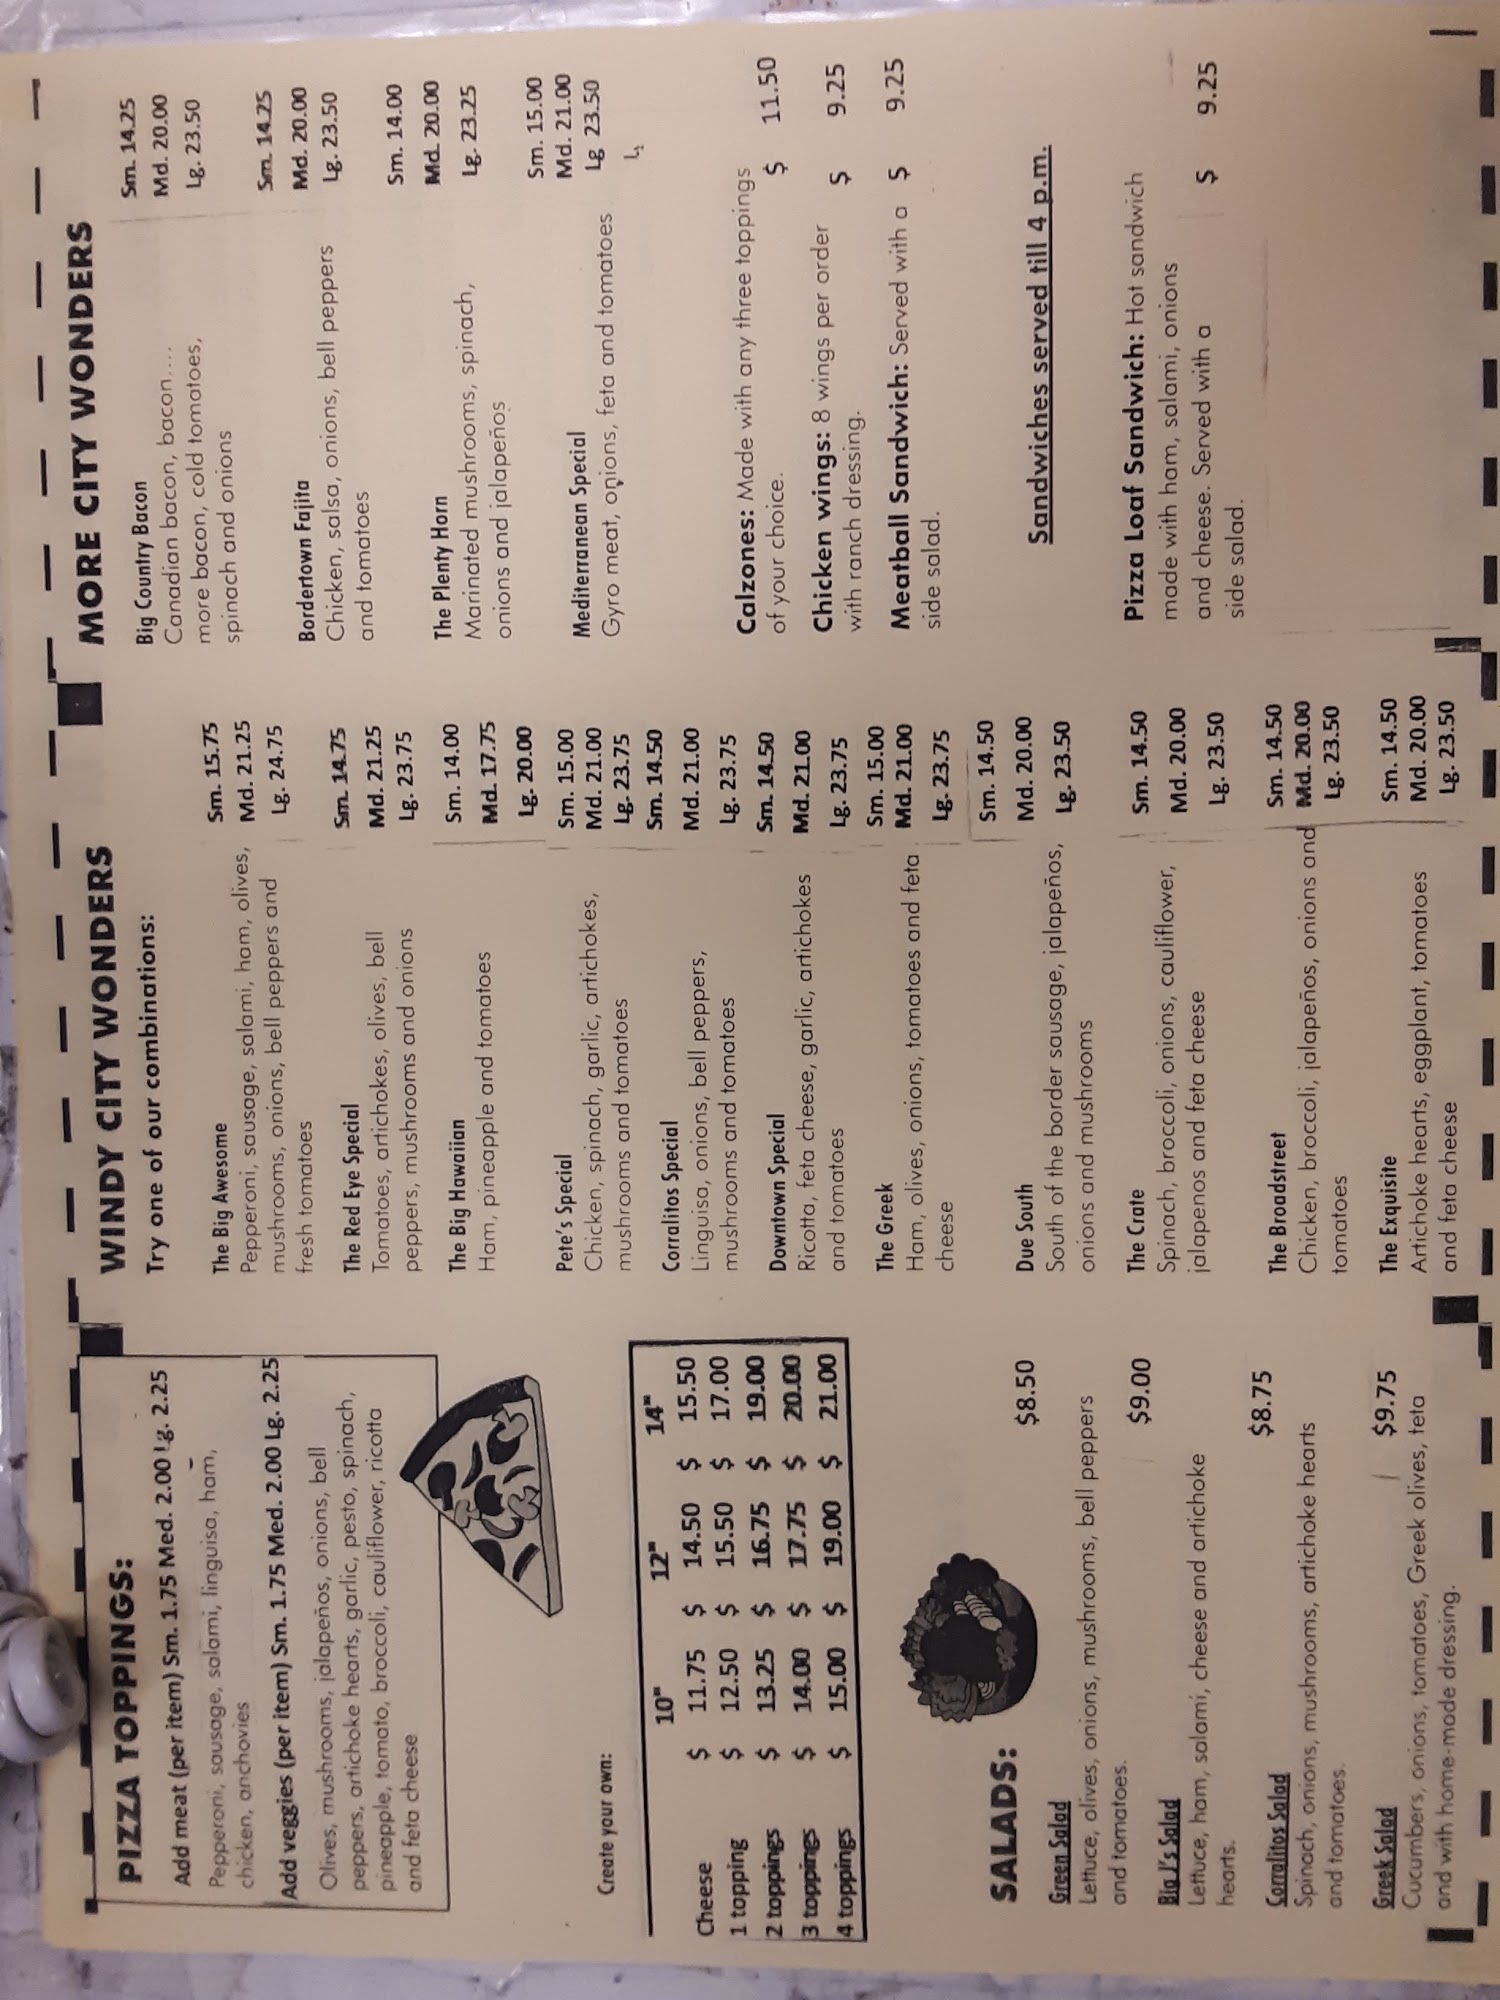 PIZZA TOPPINGS:
Add meat (per item) Sm. 1.75 Med. 2.00 Lg. 2.25
Pepperoni, sausage, salami, linguisa, ham,
chicken, anchovies
Add veggies (per item) Sm. 1.75 Med. 2.00 Lg. 2.25
Olives, mushrooms, jalapeños, onions, bell
peppers, artichoke hearts, garlic, pesto, spinach,
pineapple, tomato, broccoli, cauliflower, ricotta
and feta cheese
Create your own:
10" 12" 14"
Cheese $ 11.75 $ 14.50 $ 15.50
1 topping $ 12.50 $ 15.50 $ 17.00
2 toppings $ 13.25 $ 16.75 $ 19.00
3 toppings $ 14.00 $ 17.75 $ 20.00
4 toppings $ 15.00 $ 19.00 $ 21.00
SALADS:
Green Salad $8.50
Lettuce, olives, onions, mushrooms, bell peppers
and tomatoes.
Big J's Salad $9.00
Lettuce, ham, salami, cheese and artichoke
hearts.
Corralitos Salad $8.75
Spinach, onions, mushrooms, artichoke hearts
and tomatoes.
Greek Salad $9.75
Cucumbers, onions, tomatoes, Greek olives, feta
and with home-made dressing.
WINDY CITY WONDERS
Try one of our combinations:
The Big Awesome Sm. 15.75
Pepperoni, sausage, salami, ham, olives, Md. 21.25
mushrooms, onions, bell peppers and Lg. 24.75
fresh tomatoes
The Red Eye Special Sm. 14.75
Tomatoes, artichokes, olives, bell Md. 21.25
peppers, mushrooms and onions Lg. 23.75
The Big Hawaiian Sm. 14.00
Ham, pineapple and tomatoes Md. 17.75
Lg. 20.00
Pete's Special Sm. 15.00
Chicken, spinach, garlic, artichokes, Md. 21.00
mushrooms and tomatoes Lg. 23.75
Corralitos Special Sm. 14.50
Linguisa, onions, bell peppers, Md. 21.00
mushrooms and tomatoes Lg. 23.75
Downtown Special Sm. 14.50
Ricotta, feta cheese, garlic, artichokes Md. 21.00
and tomatoes Lg. 23.75
The Greek Sm. 15.00
Ham, olives, onions, tomatoes and feta Md. 21.00
cheese Lg. 23.75
Sm. 14.50
Due South Md. 20.00
South of the border sausage, jalapeños, Lg. 23.50
onions and mushrooms
The Crate Sm. 14.50
Spinach, broccoli, onions, cauliflower, Md. 20.00
jalapenos and feta cheese Lg. 23.50
The Broadstreet Sm. 14.50
Chicken, broccoli, jalapeños, onions and Md. 20.00
tomatoes Lg. 23.50
The Exquisite Sm. 14.50
Artichoke hearts, eggplant, tomatoes Md. 20.00
and feta cheese Lg. 23.50
MORE CITY WONDERS
Big Country Bacon Sm. 14.25
Canadian bacon, bacon.... Md. 20.00
more bacon, cold tomatoes, Lg. 23.50
spinach and onions
Bordertown Fajita Sm. 14.25
Chicken, salsa, onions, bell peppers Md. 20.00
and tomatoes Lg. 23.50
The Plenty Horn Sm. 14.00
Marinated mushrooms, spinach, Md. 20.00
onions and jalapeños Lg. 23.25
Mediterranean Special Sm. 15.00
Gyro meat, onions, feta and tomatoes Md. 21.00
Lg 23.50
Calzones: Made with any three toppings
of your choice. $ 11.50
Chicken wings: 8 wings per order
with ranch dressing. $ 9.25
Meatball Sandwich: Served with a $ 9.25
side salad.
Sandwiches served till 4 p.m.
Pizza Loaf Sandwich: Hot sandwich
made with ham, salami, onions
and cheese. Served with a $ 9.25
side salad.